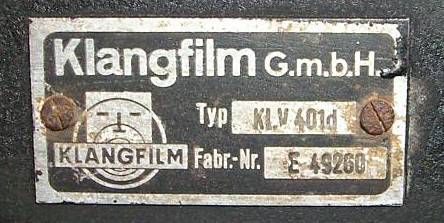 Klangfilm G.m.b.H.
Typ KLV 401d
KLANGFILM Fabr.-Nr. E 49260